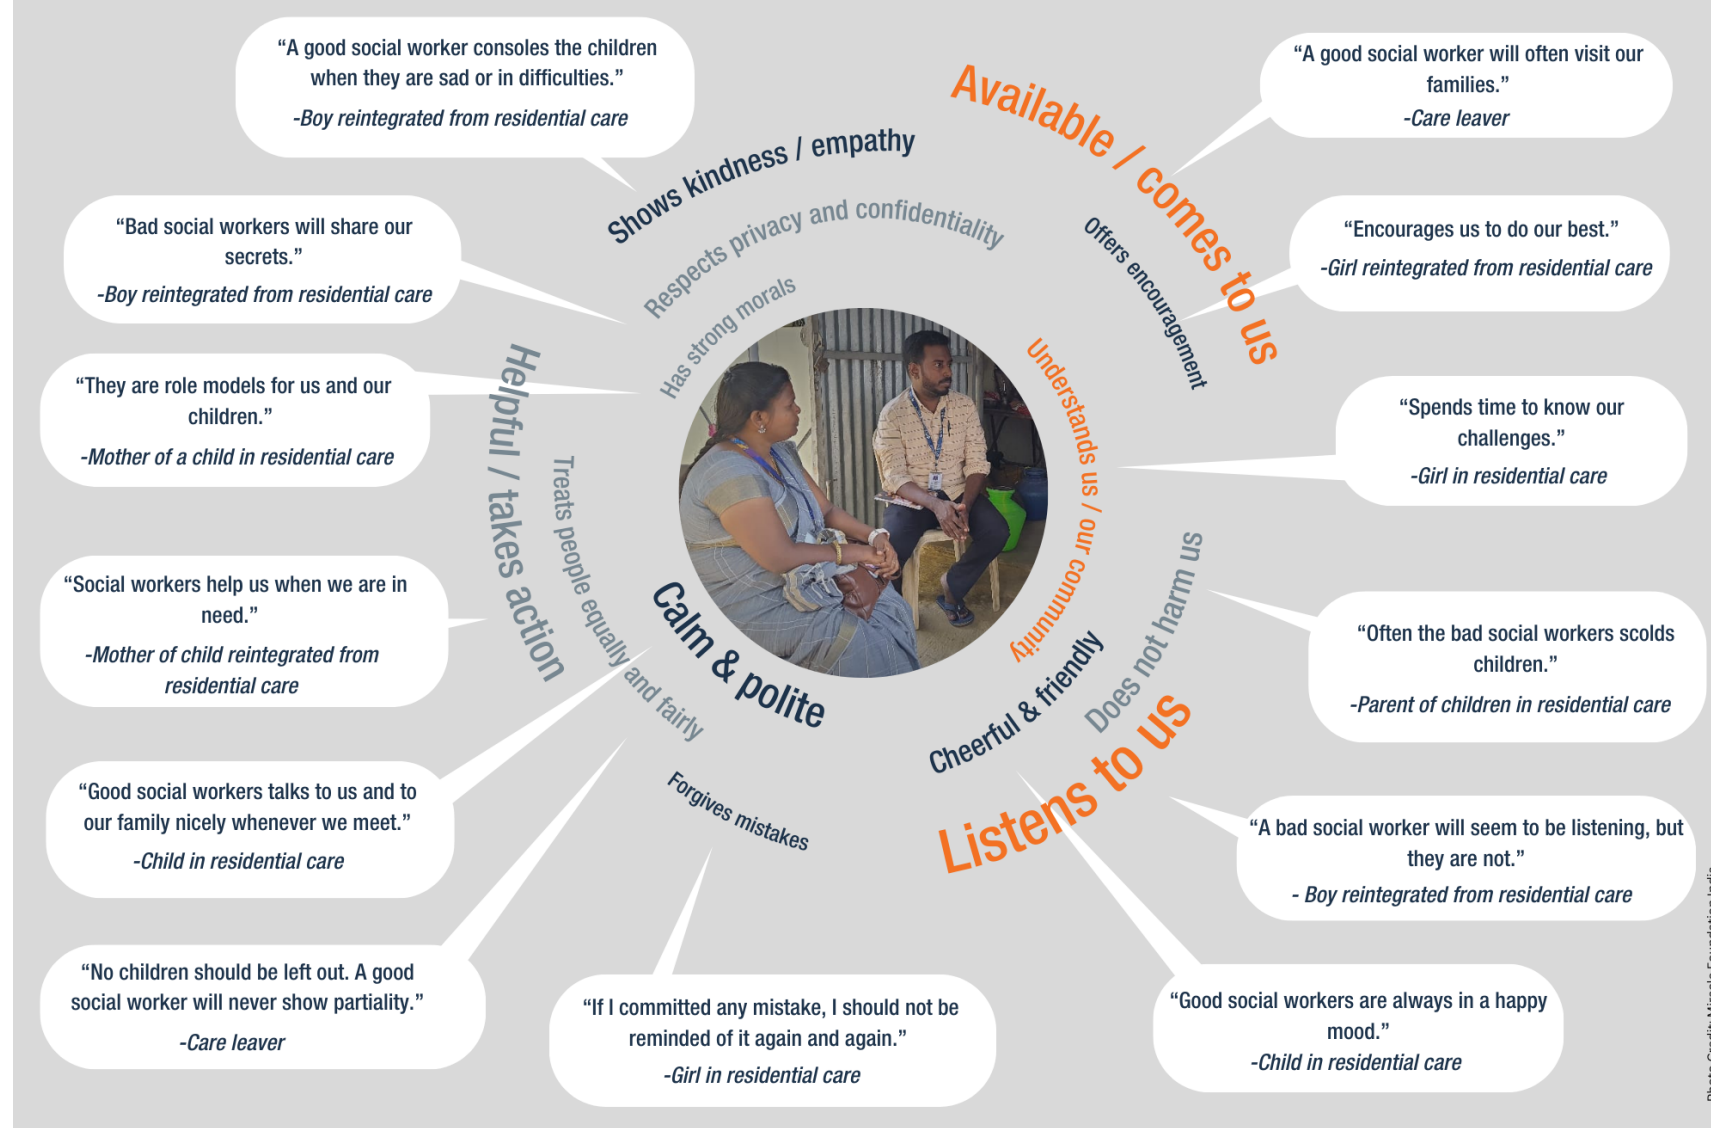 “A good social worker consoles the children
when they are sad or in difficulties.”
-Boy reintegrated from residential care
“Bad social workers will share our
secrets.”
-Boy reintegrated from residential care
“They are role models for us and our
children.”
-Mother of a child in residential care
“Social workers help us when we are in
need.”
-Mother of child reintegrated from
residential care
“Good social workers talks to us and to
our family nicely whenever we meet.”
-Child in residential care
“No children should be left out. A good
social worker will never show partiality.”
-Care leaver
Shows kindness / empathy
Respects privacy and confidentiality
Has strong morals
Helpful / takes action
Treats people equally and fairly
Calm & polite
Forgives mistakes
“If I committed any mistake, I should not be
reminded of it again and again.”
-Girl in residential care
Available / comes to us
Offers encouragement
Understands us / our community
Does not harm us
Cheerful & friendly
Listens to us
“A good social worker will often visit our
families.”
-Care leaver
“Encourages us to do our best.”
-Girl reintegrated from residential care
“Spends time to know our
challenges.”
-Girl in residential care
“Often the bad social workers scolds
children.”
-Parent of children in residential care
“A bad social worker will seem to be listening, but
they are not.”
- Boy reintegrated from residential care
“Good social workers are always in a happy
mood.”
-Child in residential care